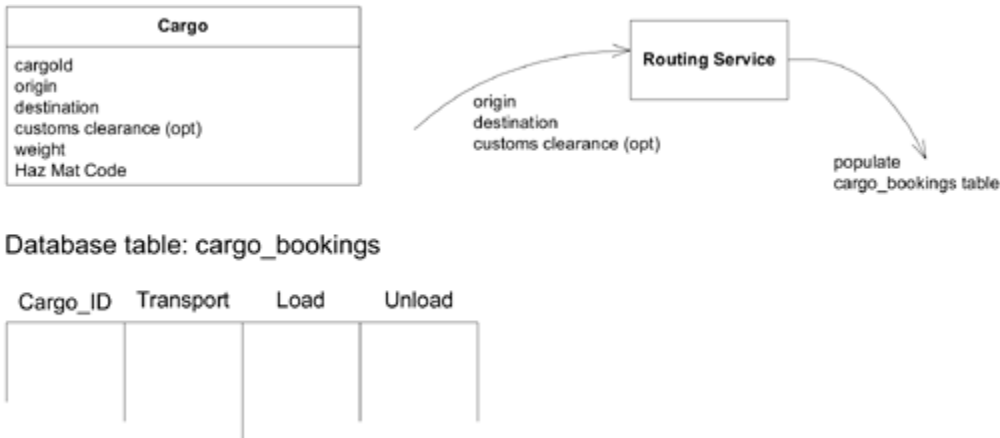 Cargo
cargoId
origin
destination
customs clearance (opt)
weight
Haz Mat Code
origin
destination
customs clearance (opt)
Routing Service
populate
cargo_bookings table
Database table: cargo_bookings
Cargo_ID Transport Load Unload